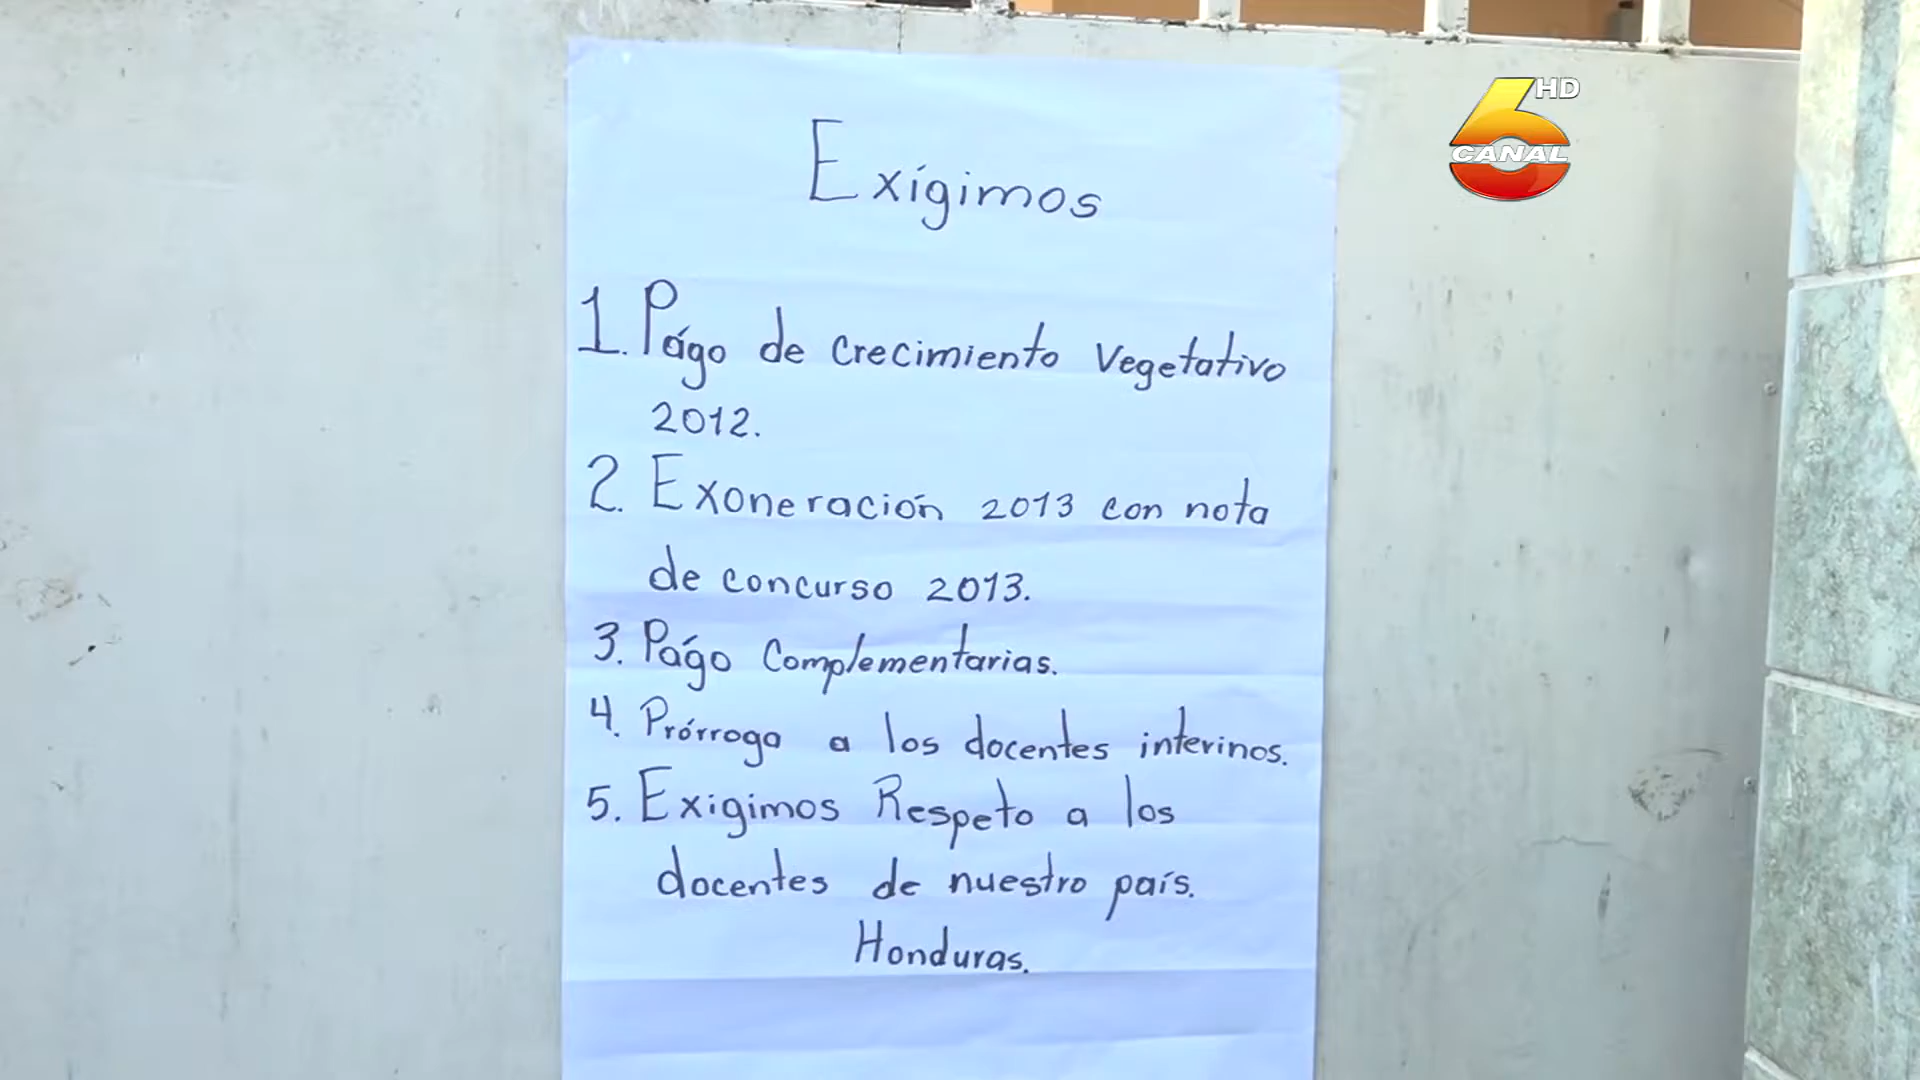 HD
CANAL
6
Exígimos
1. Págo de crecimiento vegetativo
2012.
2. Exoneración 2013 con nota
de concurso 2013.
3. Págo Complementarias.
4. Prórroga a los docentes interinos.
5. Exigimos Respeto a los
docentes de nuestro país.
Honduras.